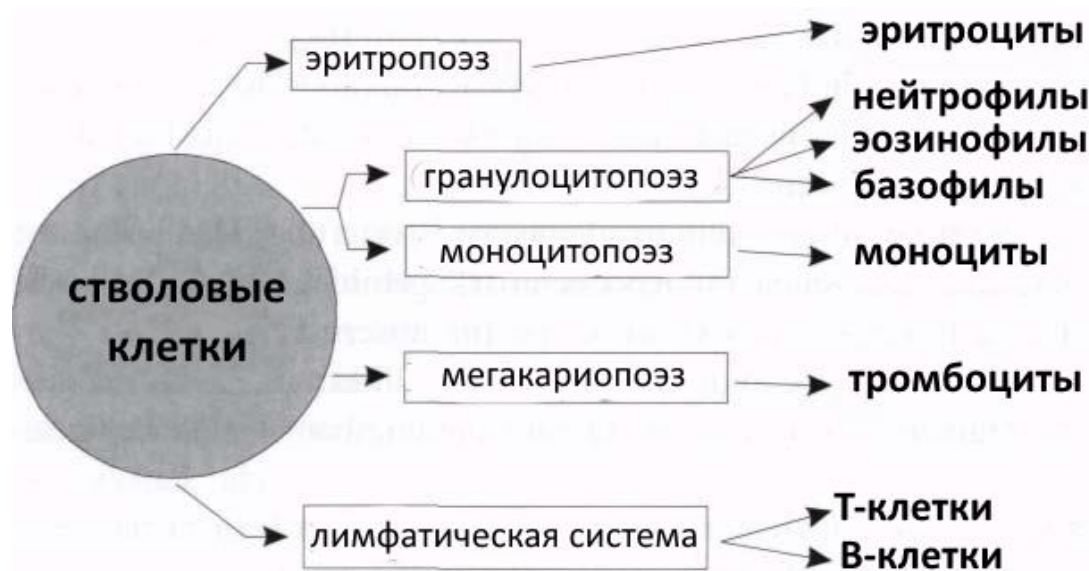 эритропоэз
эритроциты
гранулоцитопоэз
нейтрофилы
эозинофилы
базофилы
моноцитопоэз
моноциты
стволовые
клетки
мегакариопоэз
тромбоциты
лимфатическая система
Т-клетки
В-клетки